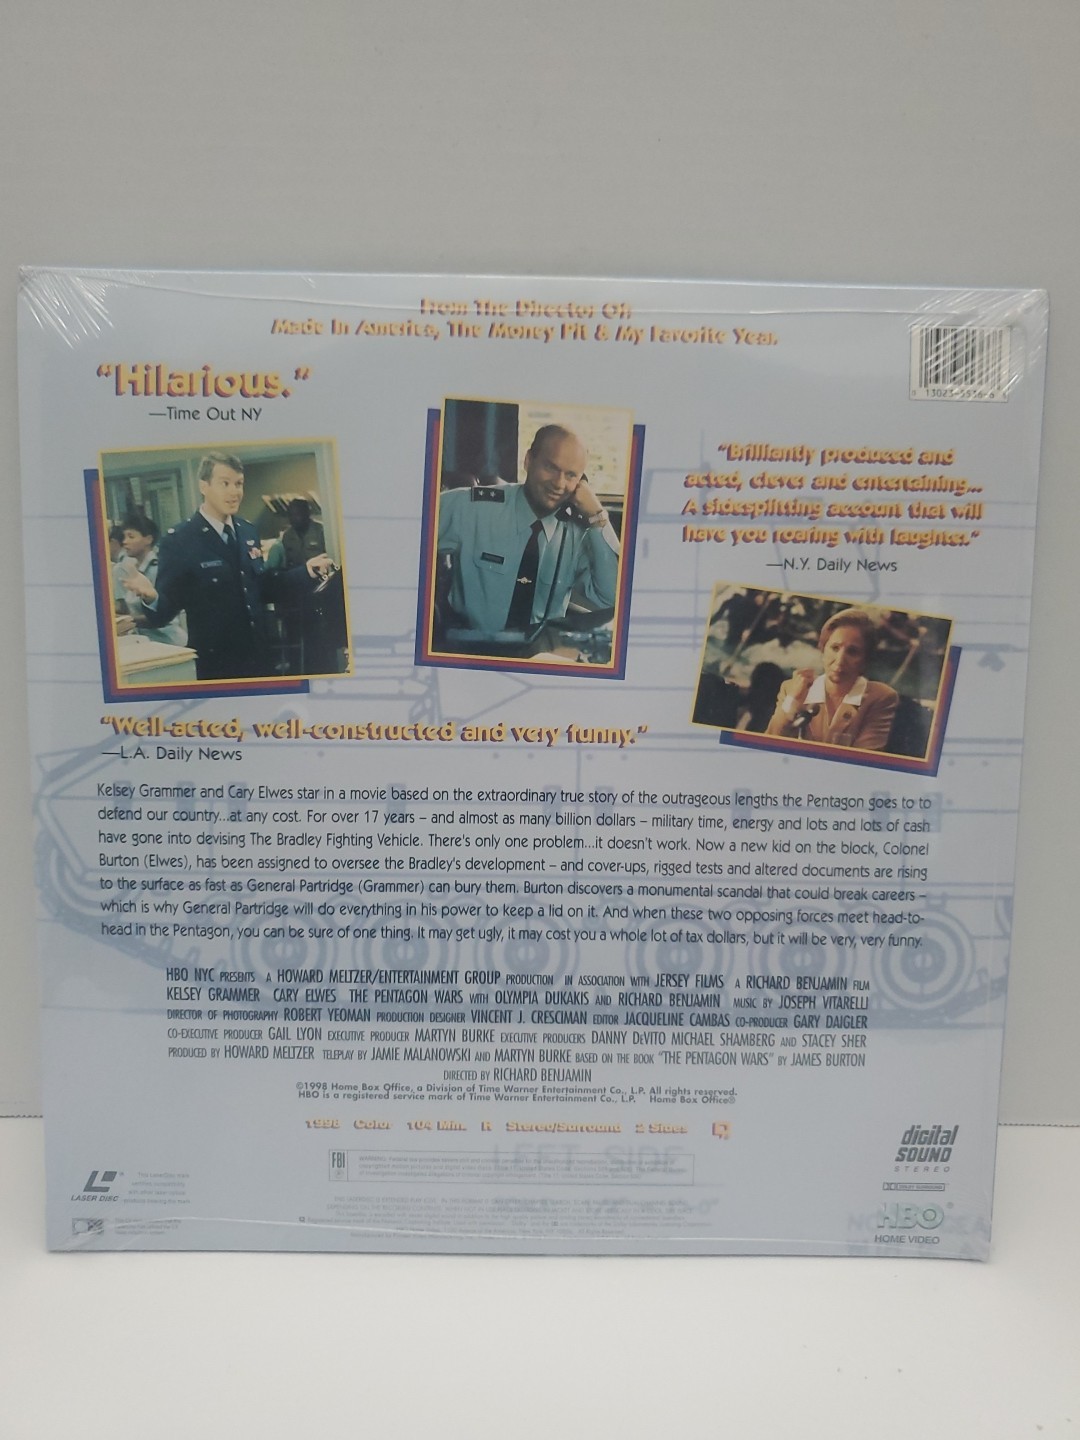 From The Director Of:
Made In America, The Money Pit & My Favorite Year.
"Hilarious."
—Time Out NY
"Brilliantly produced and
acted, clever and entertaining...
A sidesplitting account that will
have you roaring with laughter."
—N.Y. Daily News
"Well-acted, well-constructed and very funny."
—L.A. Daily News
Kelsey Grammer and Cary Elwes star in a movie based on the extraordinary true story of the outrageous lengths the Pentagon goes to to
defend our country...at any cost. For over 17 years – and almost as many billion dollars – military time, energy and lots and lots of cash
have gone into devising The Bradley Fighting Vehicle. There's only one problem...it doesn't work. Now a new kid on the block, Colonel
Burton (Elwes), has been assigned to oversee the Bradley's development – and cover-ups, rigged tests and altered documents are rising
to the surface as fast as General Partridge (Grammer) can bury them. Burton discovers a monumental scandal that could break careers –
which is why General Partridge will do everything in his power to keep a lid on it. And when these two opposing forces meet head-to-
head in the Pentagon, you can be sure of one thing. It may get ugly, it may cost you a whole lot of tax dollars, but it will be very, very funny.
HBO NYC PRESENTS A HOWARD MELTZER/ENTERTAINMENT GROUP PRODUCTION IN ASSOCIATION WITH JERSEY FILMS A RICHARD BENJAMIN FILM
KELSEY GRAMMER CARY ELWES THE PENTAGON WARS WITH OLYMPIA DUKAKIS AND RICHARD BENJAMIN MUSIC BY JOSEPH VITARELLI
DIRECTOR OF PHOTOGRAPHY ROBERT YEOMAN PRODUCTION DESIGNER VINCENT J. CRESCIMAN EDITOR JACQUELINE CAMBAS CO-PRODUCER GARY DAIGLER
CO-EXECUTIVE PRODUCER GAIL LYON EXECUTIVE PRODUCER MARTYN BURKE EXECUTIVE PRODUCERS DANNY DeVITO MICHAEL SHAMBERG AND STACEY SHER
PRODUCED BY HOWARD MELTZER TELEPLAY BY JAMIE MALANOWSKI AND MARTYN BURKE BASED ON THE BOOK "THE PENTAGON WARS" BY JAMES BURTON
DIRECTED BY RICHARD BENJAMIN
©1998 Home Box Office, a Division of Time Warner Entertainment Co., L.P. All rights reserved.
HBO is a registered service mark of Time Warner Entertainment Co., L.P. Home Box Office®
1998 Color 104 Min. R Stereo/Surround 2 Sides
LEFT SIDE
FBI
LASER DISC
digital
SOUND
STEREO
DOLBY SURROUND
HBO
HOME VIDEO